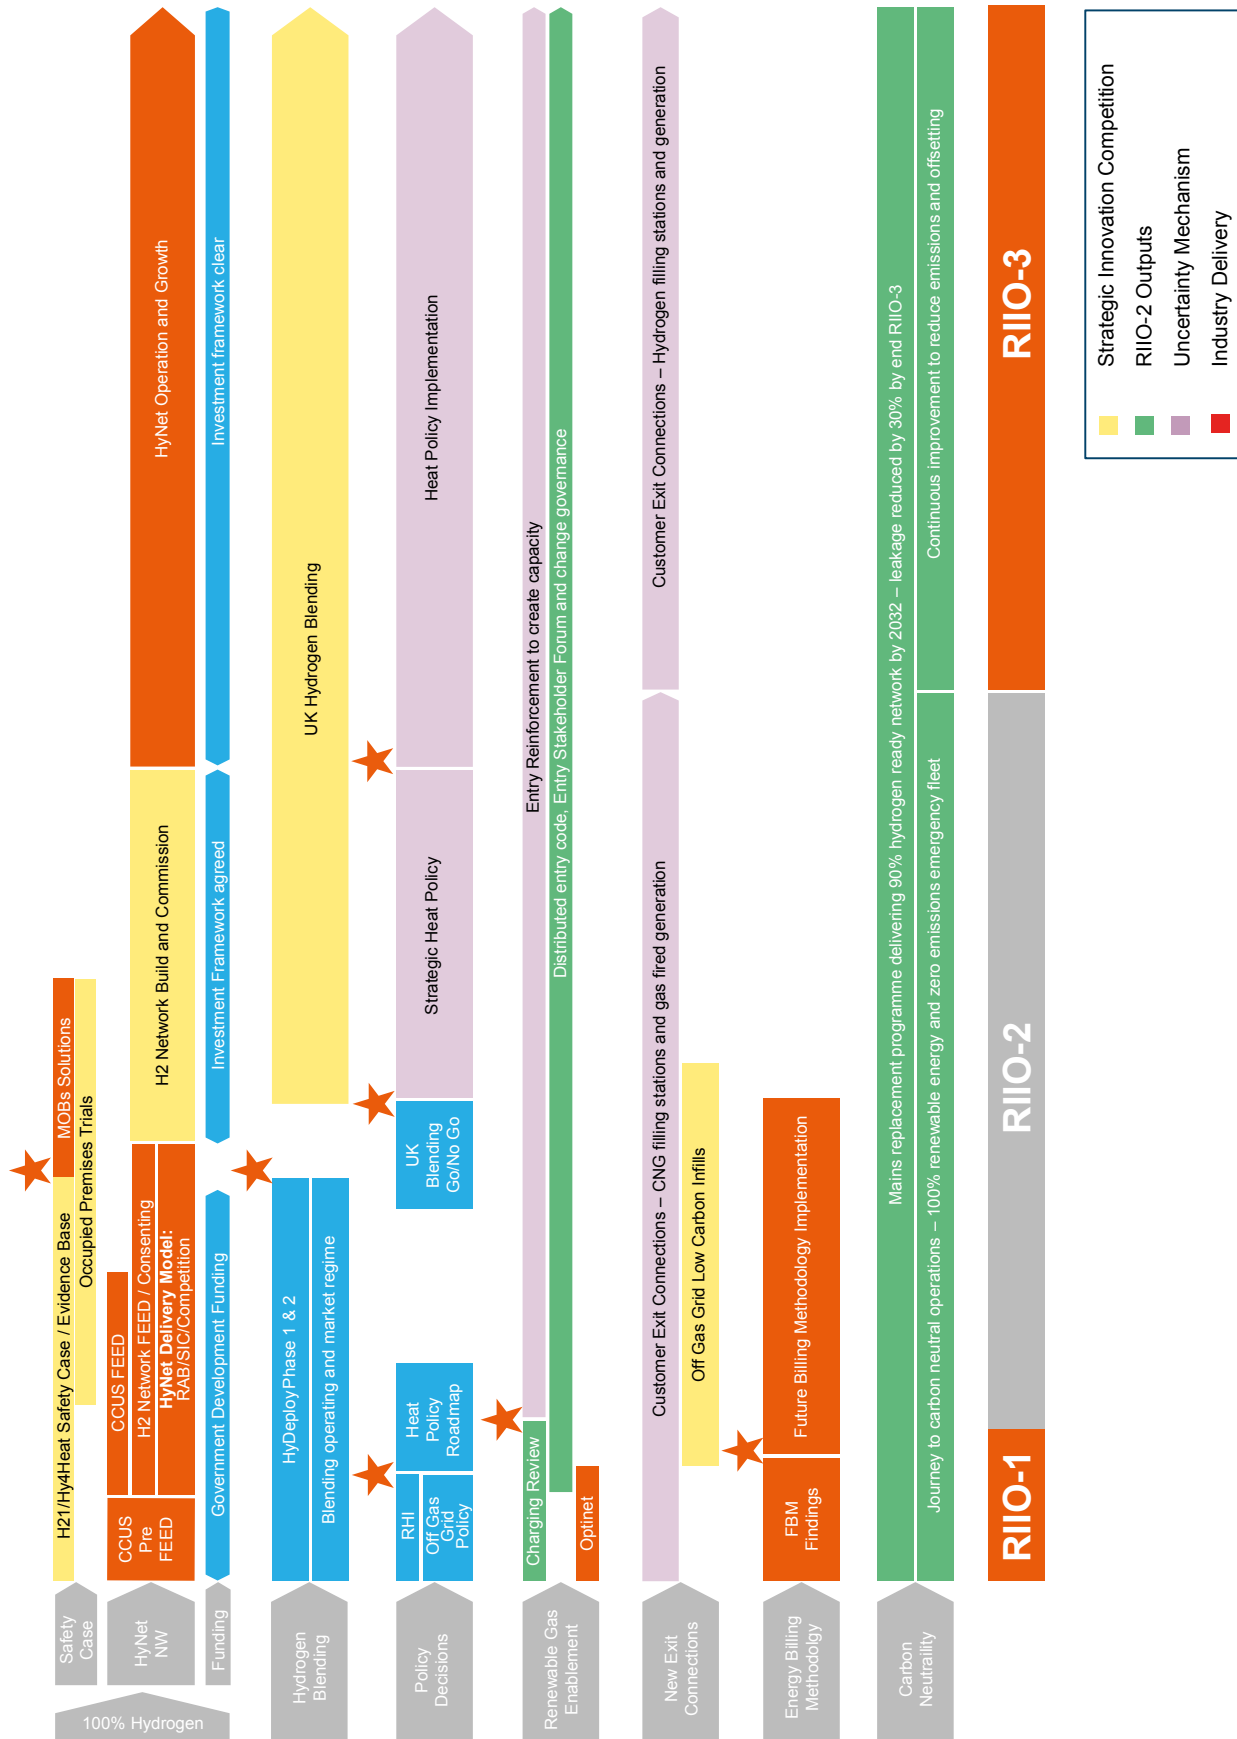 100% Hydrogen
Safety
Case
H21/Hy4Heat Safety Case / Evidence Base
MOBs Solutions
Occupied Premises Trials
HyNet
NW
CCUS
Pre
FEED
CCUS FEED
H2 Network FEED / Consenting
HyNet Delivery Model:
RAB/SIC/Competition
H2 Network Build and Commission
HyNet Operation and Growth
Funding
Government Development Funding
Investment Framework agreed
Investment framework clear
Hydrogen
Blending
HyDeployPhase 1 & 2
Blending operating and market regime
UK Hydrogen Blending
Policy
Decisions
RHI
Off Gas
Grid
Policy
Heat
Policy
Roadmap
UK
Blending
Go/No Go
Strategic Heat Policy
Heat Policy Implementation
Renewable Gas
Enablement
Charging Review
Entry Reinforcement to create capacity
Distributed entry code, Entry Stakeholder Forum and change governance
Optinet
New Exit
Connections
Customer Exit Connections – CNG filling stations and gas fired generation
Customer Exit Connections – Hydrogen filling stations and generation
Off Gas Grid Low Carbon Infills
Energy Billing
Methodolgy
FBM
Findings
Future Billing Methodology Implementation
Carbon
Neutraility
Mains replacement programme delivering 90% hydrogen ready network by 2032 – leakage reduced by 30% by end RIIO-3
Journey to carbon neutral operations – 100% renewable energy and zero emissions emergency fleet
Continuous improvement to reduce emissions and offsetting
RIIO-1
RIIO-2
RIIO-3
Strategic Innovation Competition
RIIO-2 Outputs
Uncertainty Mechanism
Industry Delivery